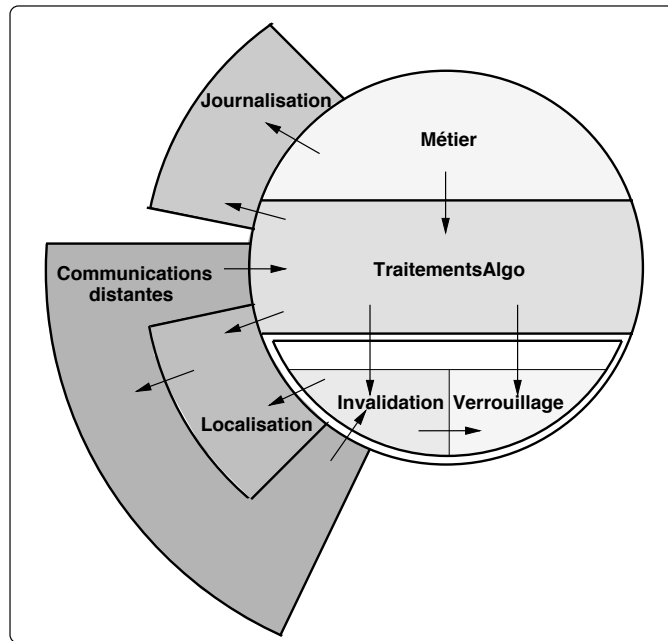 Journalisation
Métier
Communications
distantes
TraitementsAlgo
Localisation
Invalidation
Verrouillage